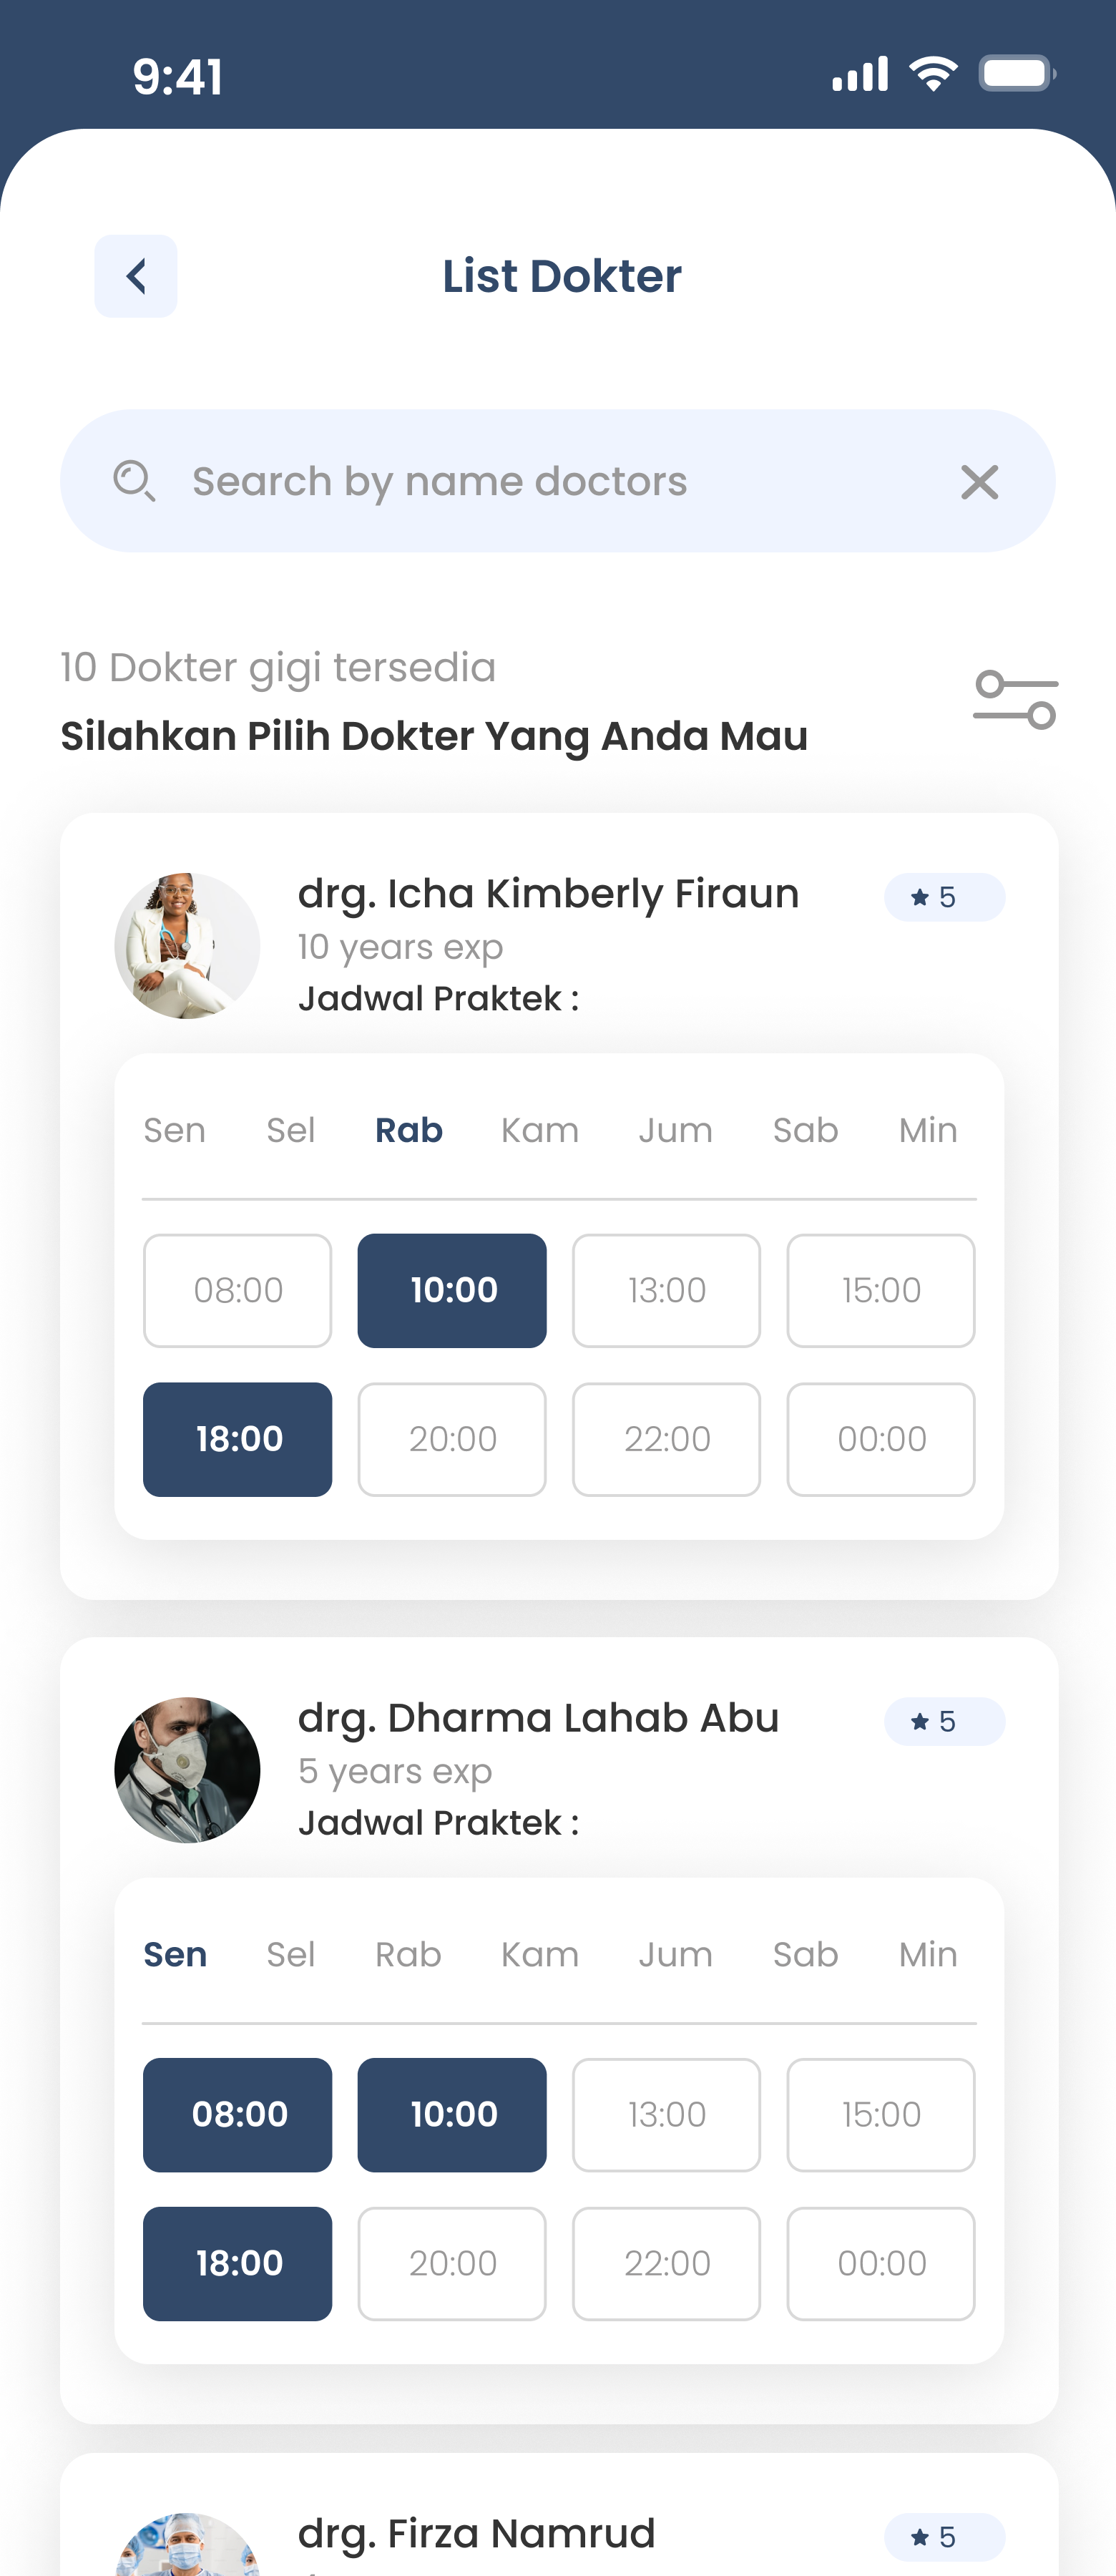 9:41
List Dokter
Search by name doctors
10 Dokter gigi tersedia
Silahkan Pilih Dokter Yang Anda Mau
drg. Icha Kimberly Firaun
5
10 years exp
Jadwal Praktek :
Sen Sel Rab Kam Jum Sab Min
08:00 10:00 13:00 15:00
18:00 20:00 22:00 00:00
drg. Dharma Lahab Abu
5
5 years exp
Jadwal Praktek :
Sen Sel Rab Kam Jum Sab Min
08:00 10:00 13:00 15:00
18:00 20:00 22:00 00:00
drg. Firza Namrud
5